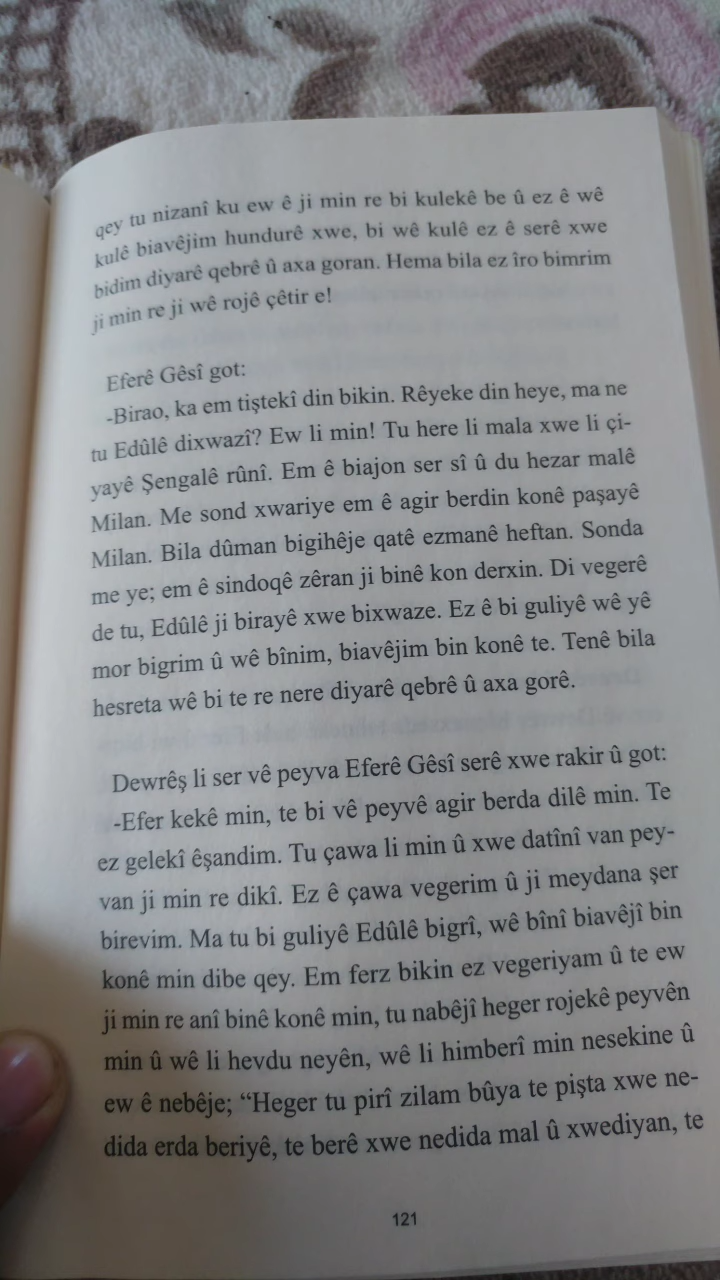 qey tu nizanî ku ew ê ji min re bi kulekê be û ez ê wê
kulê biavêjim hundurê xwe, bi wê kulê ez ê serê xwe
bidim diyarê qebrê û axa goran. Hema bila ez îro bimrim
ji min re ji wê rojê çêtir e!
Eferê Gêsî got:
-Birao, ka em tiştekî din bikin. Rêyeke din heye, ma ne
tu Edûlê dixwazî? Ew li min! Tu here li mala xwe li çi-
yayê Şengalê rûnî. Em ê biajon ser sî û du hezar malê
Milan. Me sond xwariye em ê agir berdin konê paşayê
Milan. Bila dûman bigihêje qatê ezmanê heftan. Sonda
me ye; em ê sindoqê zêran ji binê kon derxin. Di vegerê
de tu, Edûlê ji birayê xwe bixwaze. Ez ê bi guliyê wê yê
mor bigrim û wê bînim, biavêjim bin konê te. Tenê bila
hesreta wê bi te re nere diyarê qebrê û axa gorê.
Dewrêş li ser vê peyva Eferê Gêsî serê xwe rakir û got:
-Efer kekê min, te bi vê peyvê agir berda dilê min. Te
ez gelekî êşandim. Tu çawa li min û xwe datînî van pey-
van ji min re dikî. Ez ê çawa vegerim û ji meydana şer
birevim. Ma tu bi guliyê Edûlê bigrî, wê bînî biavêjî bin
konê min dibe qey. Em ferz bikin ez vegeriyam û te ew
ji min re anî binê konê min, tu nabêjî heger rojekê peyvên
min û wê li hevdu neyên, wê li himberî min nesekine û
ew ê nebêje; “Heger tu pirî zilam bûya te pişta xwe ne-
dida erda beriyê, te berê xwe nedida mal û xwediyan, te
121